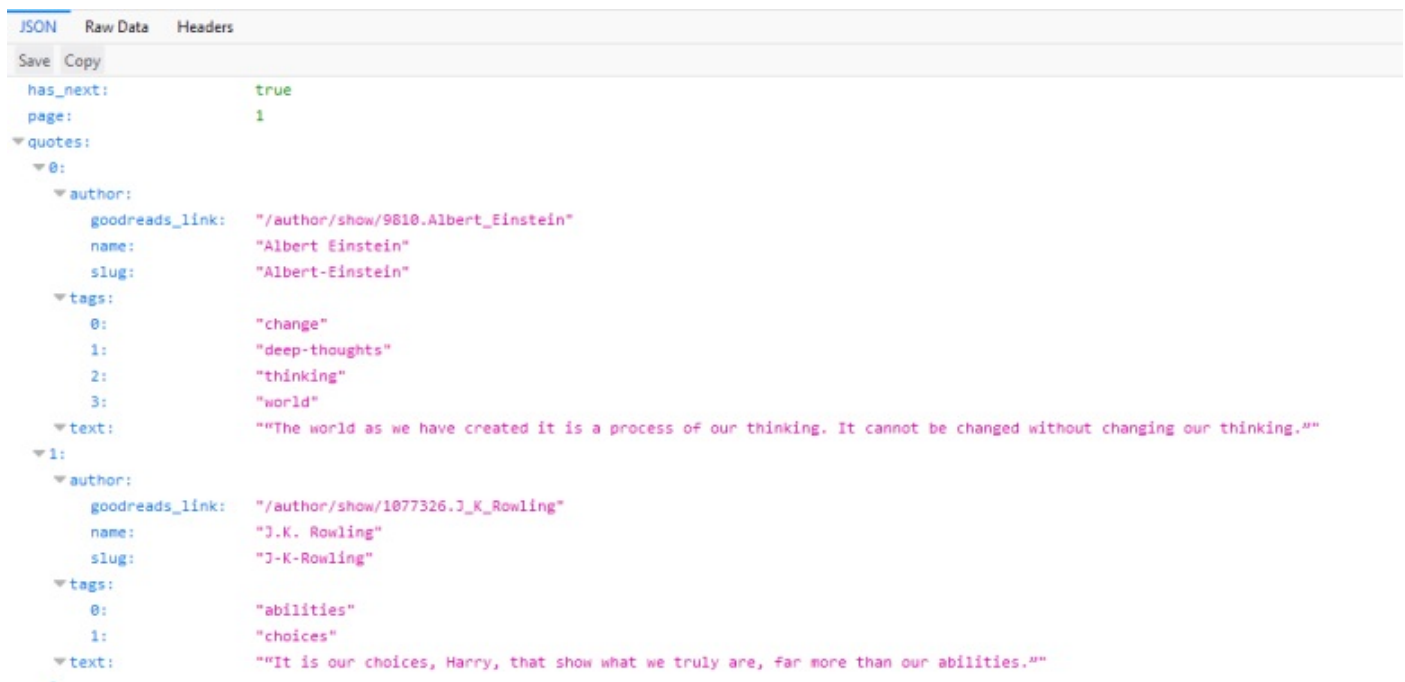 JSON Raw Data Headers
Save Copy
has_next: true
page: 1
quotes:
0:
author:
goodreads_link: "/author/show/9810.Albert_Einstein"
name: "Albert Einstein"
slug: "Albert-Einstein"
tags:
0: "change"
1: "deep-thoughts"
2: "thinking"
3: "world"
text: "“The world as we have created it is a process of our thinking. It cannot be changed without changing our thinking.”"
1:
author:
goodreads_link: "/author/show/1077326.J_K_Rowling"
name: "J.K. Rowling"
slug: "J-K-Rowling"
tags:
0: "abilities"
1: "choices"
text: "“It is our choices, Harry, that show what we truly are, far more than our abilities.”"